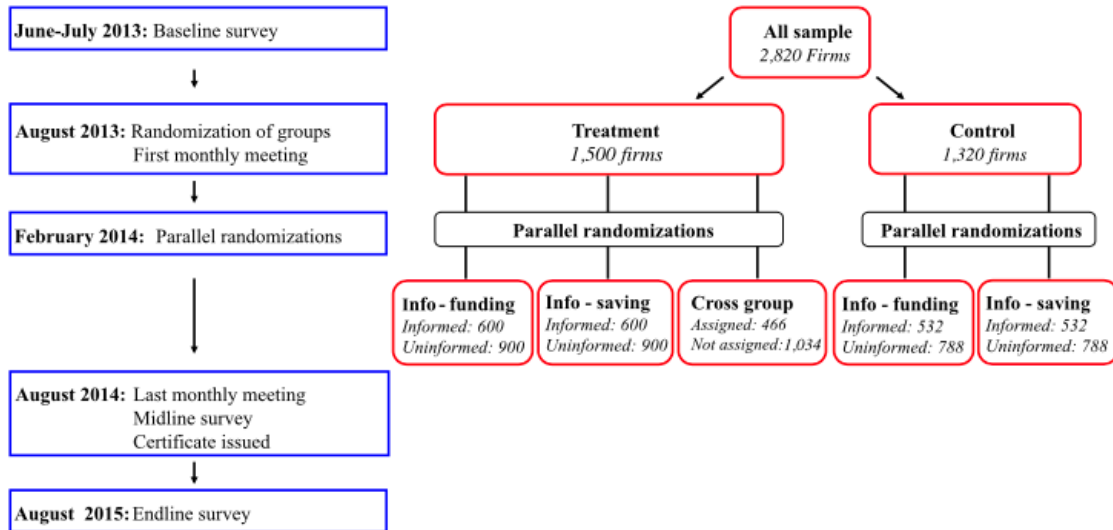 June-July 2013: Baseline survey
August 2013: Randomization of groups
First monthly meeting
February 2014: Parallel randomizations
August 2014: Last monthly meeting
Midline survey
Certificate issued
August 2015: Endline survey
All sample
2,820 Firms
Treatment
1,500 firms
Control
1,320 firms
Parallel randomizations
Parallel randomizations
Info - funding
Informed: 600
Uninformed: 900
Info - saving
Informed: 600
Uninformed: 900
Cross group
Assigned: 466
Not assigned:1,034
Info - funding
Informed: 532
Uninformed: 788
Info - saving
Informed: 532
Uninformed: 788